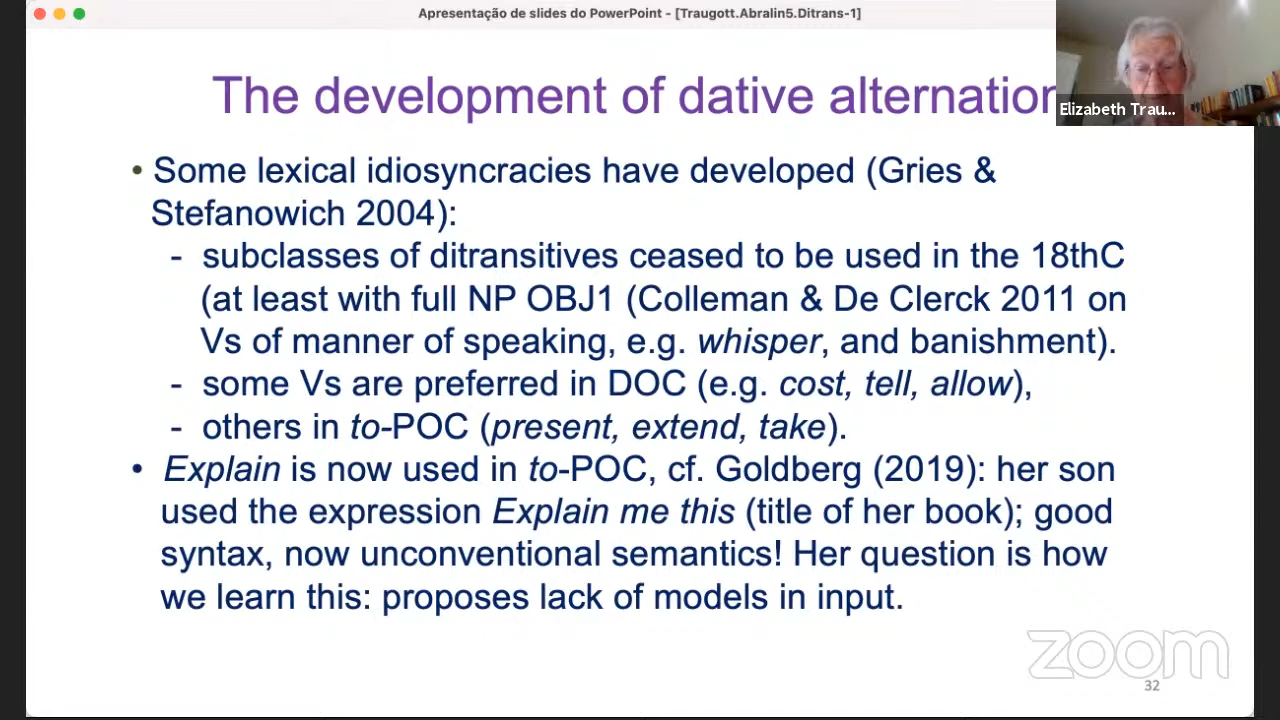 Apresentação de slides do PowerPoint - [Traugott.Abralin5.Ditrans-1]
Elizabeth Trau...
The development of dative alternation
• Some lexical idiosyncracies have developed (Gries &
Stefanowich 2004):
- subclasses of ditransitives ceased to be used in the 18thC
(at least with full NP OBJ1 (Colleman & De Clerck 2011 on
Vs of manner of speaking, e.g. whisper, and banishment).
- some Vs are preferred in DOC (e.g. cost, tell, allow),
- others in to-POC (present, extend, take).
• Explain is now used in to-POC, cf. Goldberg (2019): her son
used the expression Explain me this (title of her book); good
syntax, now unconventional semantics! Her question is how
we learn this: proposes lack of models in input.
zoom
32